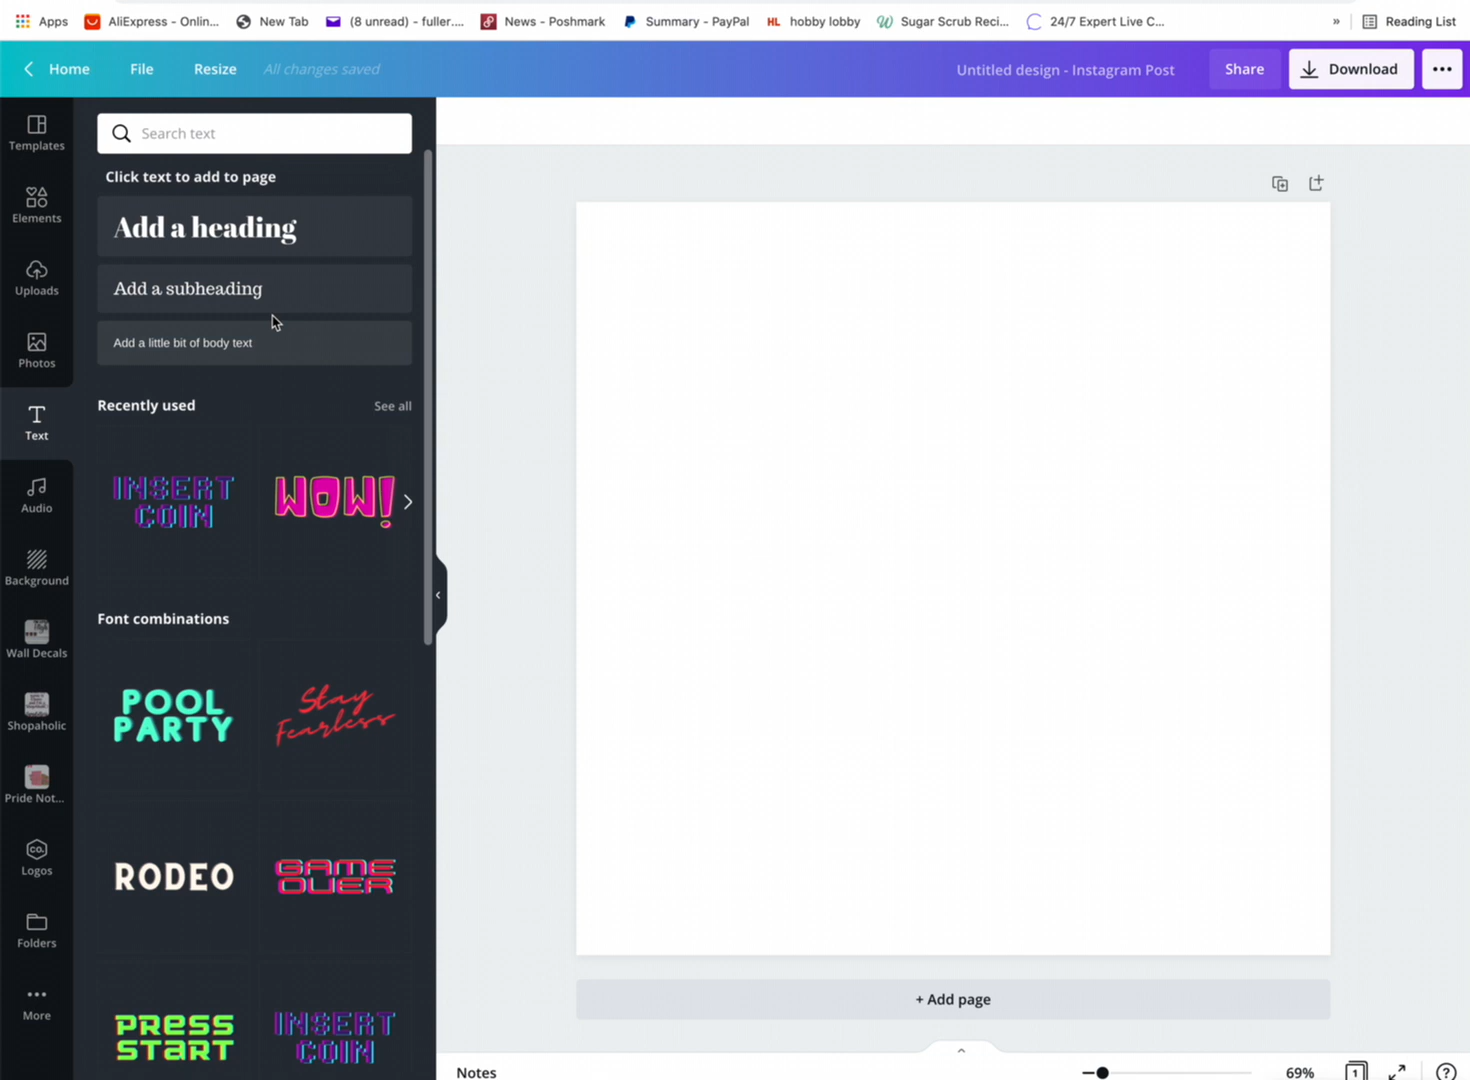 Apps AliExpress - Onlin... New Tab (8 unread) - fuller.... News - Poshmark Summary - PayPal HL hobby lobby Sugar Scrub Reci... 24/7 Expert Live C... » Reading List
Home File Resize All changes saved Untitled design - Instagram Post Share Download
Search text
Click text to add to page
Add a heading
Add a subheading
Add a little bit of body text
Recently used See all
INSERT
COIN
WOW!
Font combinations
POOL
PARTY
Stay
Fearless
RODEO
GAME
OVER
PRESS
START
INSERT
COIN
Templates
Elements
Uploads
Photos
Text
Audio
Background
Wall Decals
Shopaholic
Pride Not...
CO.
Logos
Folders
More
+ Add page
Notes 69% 1 ?